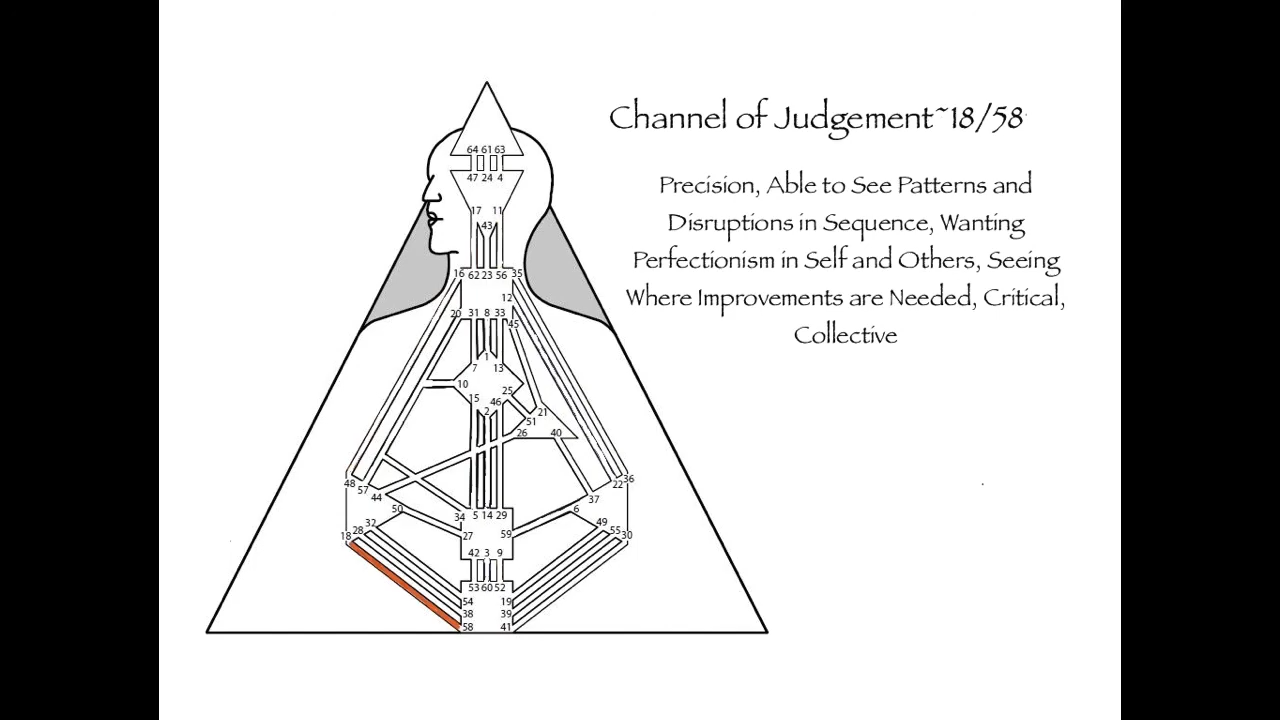 Channel of Judgement~18/58
Precision, Able to See Patterns and
Disruptions in Sequence, Wanting
Perfectionism in Self and Others, Seeing
Where Improvements are Needed, Critical,
Collective
64 61 63
47 24 4
17 11
43
16 62 23 56 35
12
20 31 8 33
45
1
7 13
10
25
15 46
2
21
51
26 40
48 57 44
22 36
37
50
34 5 14 29
6
32
28
18
27 59
49
55
30
42 3 9
53 60 52
54 19
38 39
58 41